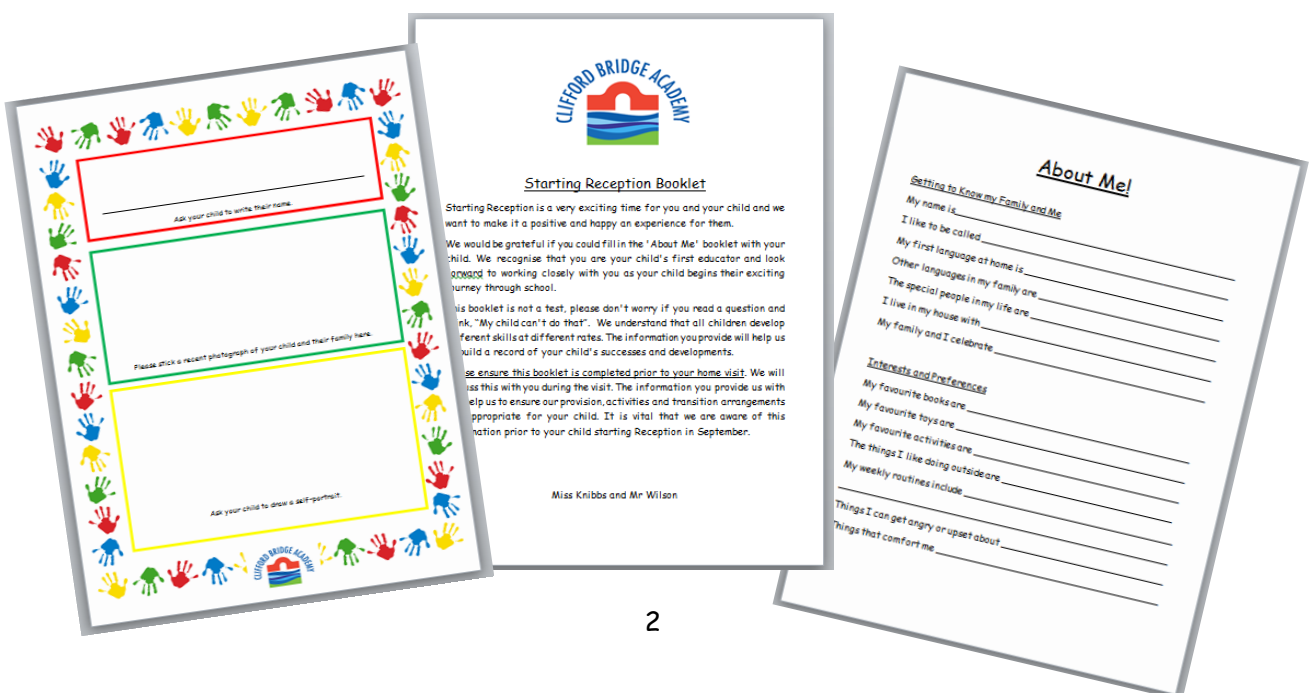 Ask your child to write their name.
Please stick a recent photograph of your child and their family here.
Ask your child to draw a self-portrait.
CLIFFORD BRIDGE ACADEMY
CLIFFORD BRIDGE ACADEMY
Starting Reception Booklet
Starting Reception is a very exciting time for you and your child and we
want to make it a positive and happy an experience for them.
We would be grateful if you could fill in the 'About Me' booklet with your
child. We recognise that you are your child's first educator and look
orward to working closely with you as your child begins their exciting
urney through school.
is booklet is not a test, please don't worry if you read a question and
nk, "My child can't do that". We understand that all children develop
ferent skills at different rates. The information you provide will help us
uild a record of your child's successes and developments.
se ensure this booklet is completed prior to your home visit. We will
uss this with you during the visit. The information you provide us with
elp us to ensure our provision, activities and transition arrangements
ppropriate for your child. It is vital that we are aware of this
mation prior to your child starting Reception in September.
Miss Knibbs and Mr Wilson
About Me!
Getting to Know my Family and Me
My name is
I like to be called
My first language at home is
Other languages in my family are
The special people in my life are
I live in my house with
My family and I celebrate
Interests and Preferences
My favourite books are
My favourite toys are
My favourite activities are
The things I like doing outside are
My weekly routines include
Things I can get angry or upset about
Things that comfort me
2